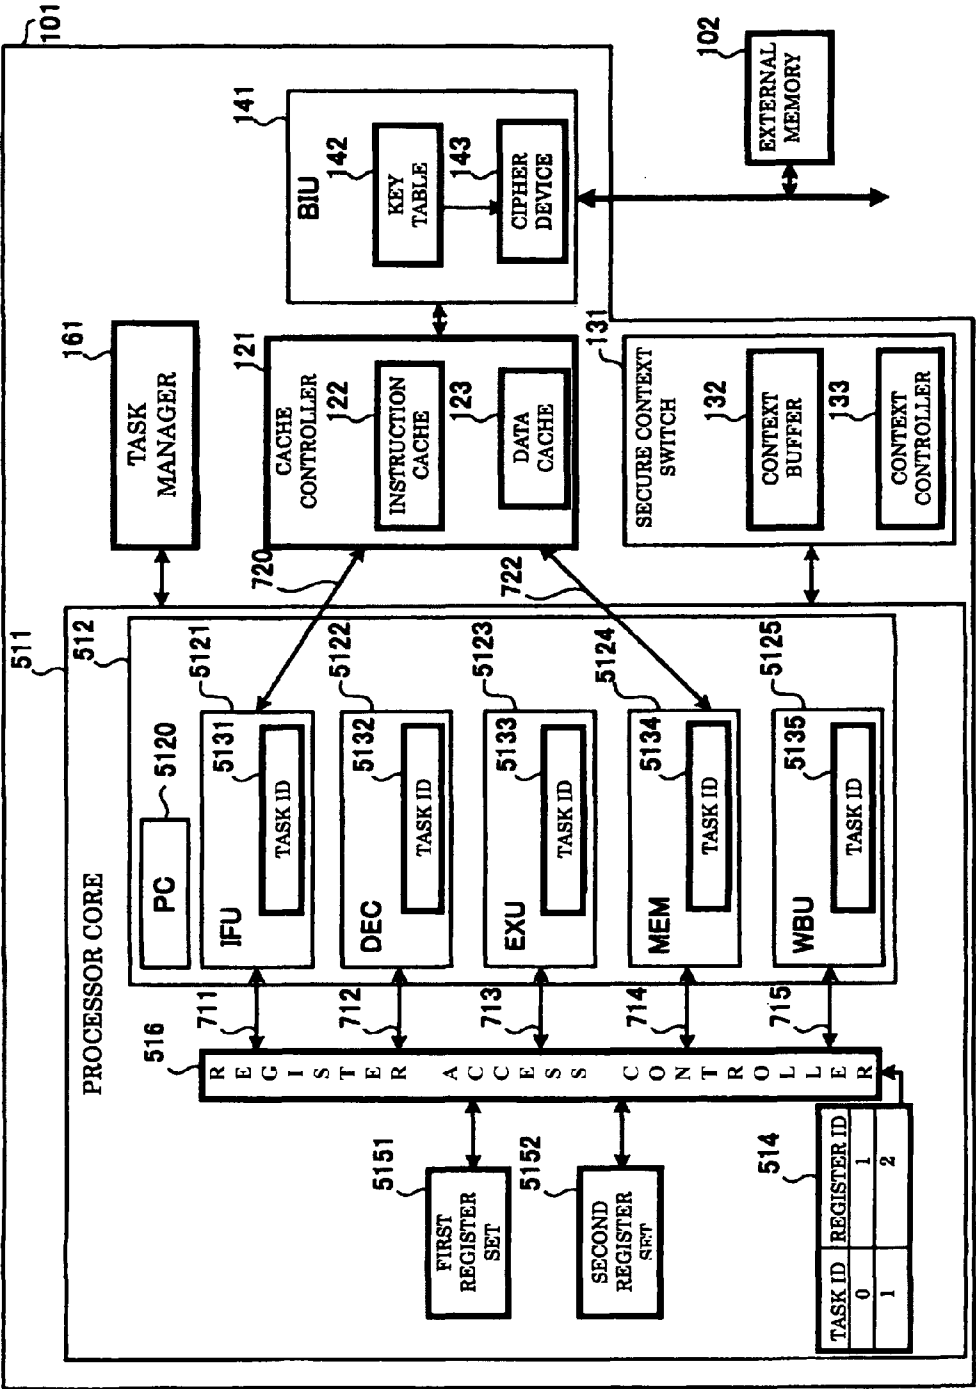 101
511
PROCESSOR CORE
512
PC
5120
5121
IFU
5131
TASK ID
5122
DEC
5132
TASK ID
5123
EXU
5133
TASK ID
5124
MEM
5134
TASK ID
5125
WBU
5135
TASK ID
516
REGISTER ACCESS CONTROLLER
711
712
713
714
715
5151
FIRST
REGISTER
SET
5152
SECOND
REGISTER
SET
514
TASK ID REGISTER ID
0 1
1 2
161
TASK
MANAGER
720
722
121
CACHE
CONTROLLER
122
INSTRUCTION
CACHE
123
DATA
CACHE
131
SECURE CONTEXT
SWITCH
132
CONTEXT
BUFFER
133
CONTEXT
CONTROLLER
141
BIU
142
KEY
TABLE
143
CIPHER
DEVICE
102
EXTERNAL
MEMORY